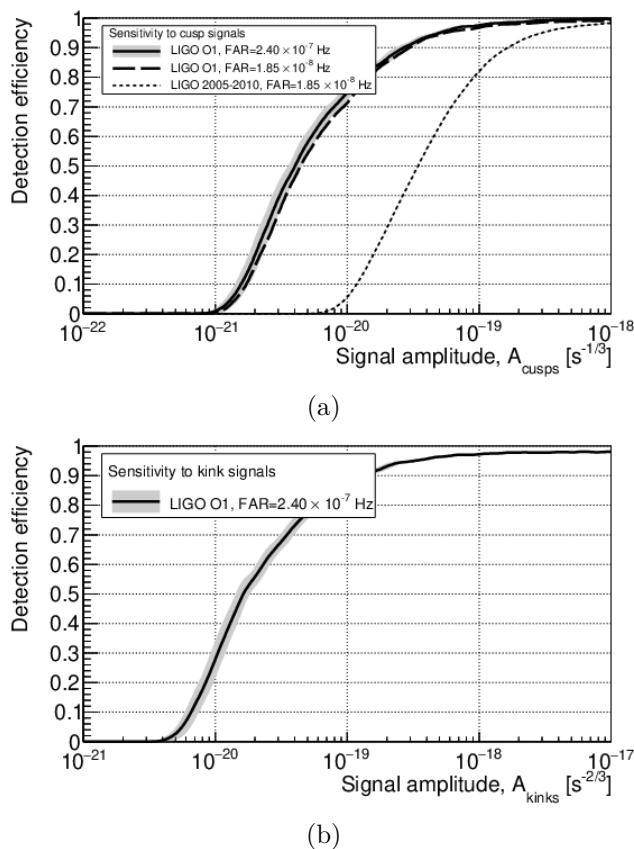 Sensitivity to cusp signals
LIGO O1, FAR=2.40 × 10⁻⁷ Hz
LIGO O1, FAR=1.85 × 10⁻⁸ Hz
LIGO 2005-2010, FAR=1.85 × 10⁻⁸ Hz
Detection efficiency
1
0.9
0.8
0.7
0.6
0.5
0.4
0.3
0.2
0.1
0
10⁻²² 10⁻²¹ 10⁻²⁰ 10⁻¹⁹ 10⁻¹⁸
Signal amplitude, A_cusps [s⁻¹ᐟ³]
(a)
Sensitivity to kink signals
LIGO O1, FAR=2.40 × 10⁻⁷ Hz
Detection efficiency
1
0.9
0.8
0.7
0.6
0.5
0.4
0.3
0.2
0.1
0
10⁻²¹ 10⁻²⁰ 10⁻¹⁹ 10⁻¹⁸ 10⁻¹⁷
Signal amplitude, A_kinks [s⁻²ᐟ³]
(b)